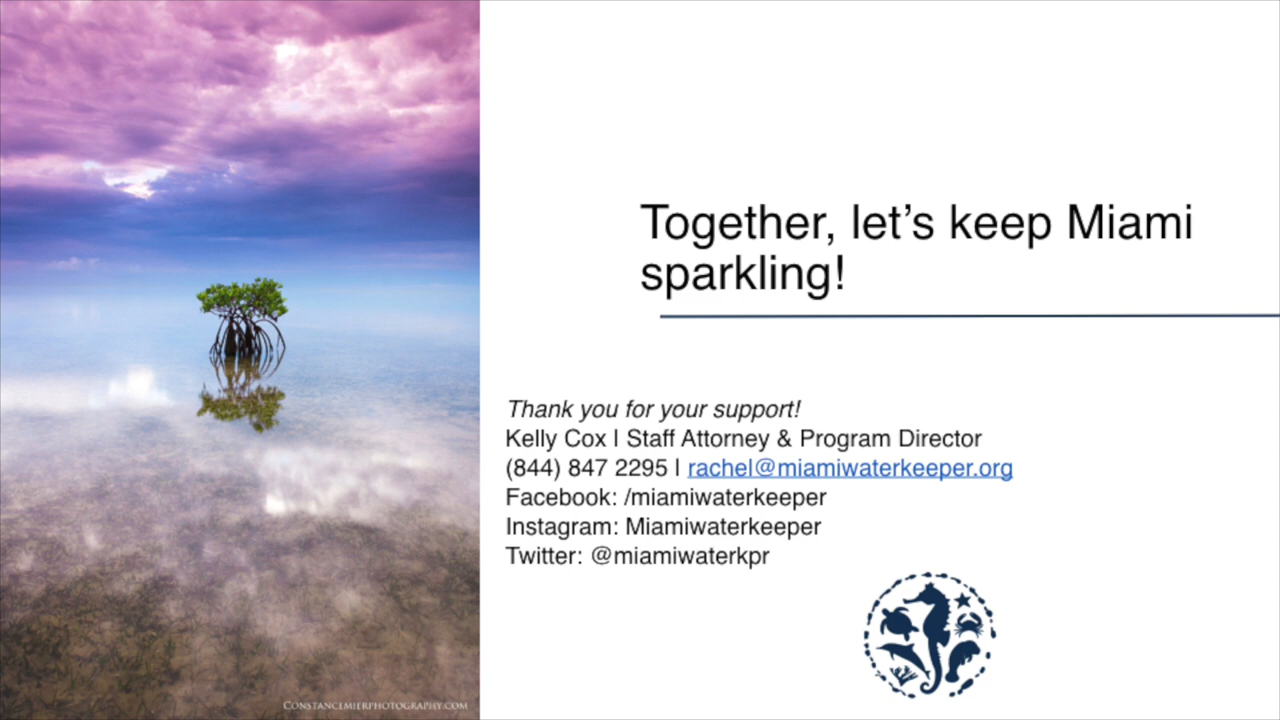 Together, let’s keep Miami
sparkling!
Thank you for your support!
Kelly Cox | Staff Attorney & Program Director
(844) 847 2295 | rachel@miamiwaterkeeper.org
Facebook: /miamiwaterkeeper
Instagram: Miamiwaterkeeper
Twitter: @miamiwaterkpr
CONSTANCEMIERPHOTOGRAPHY.COM